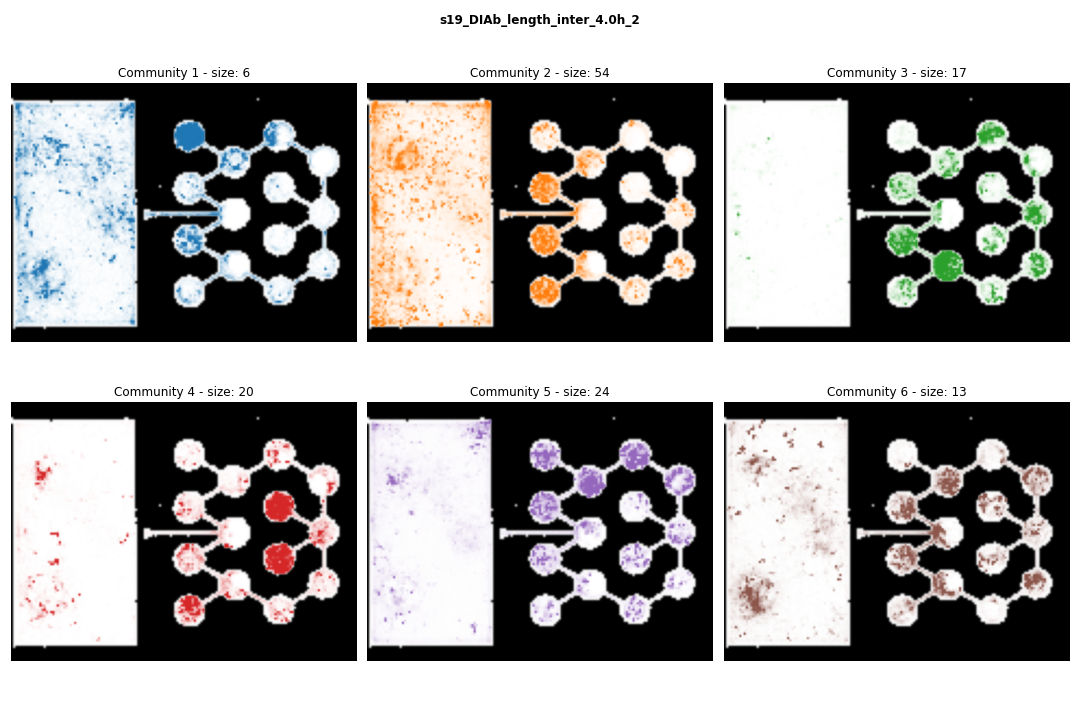 s19_DIAb_length_inter_4.0h_2
Community 1 - size: 6
Community 2 - size: 54
Community 3 - size: 17
Community 4 - size: 20
Community 5 - size: 24
Community 6 - size: 13